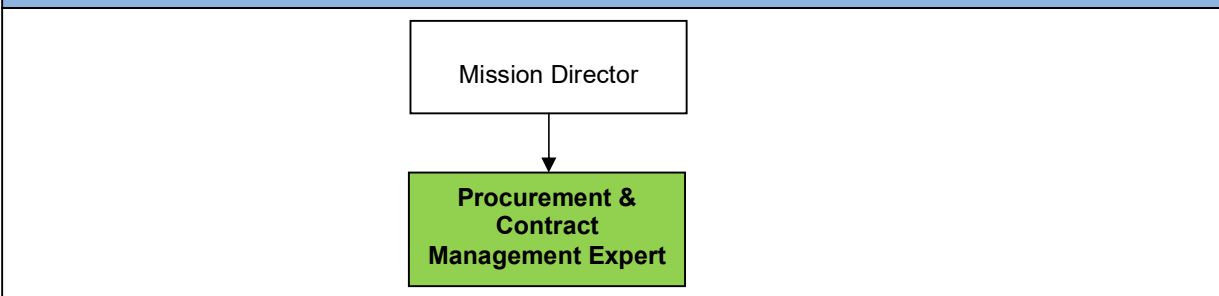 Mission Director
Procurement &
Contract
Management Expert